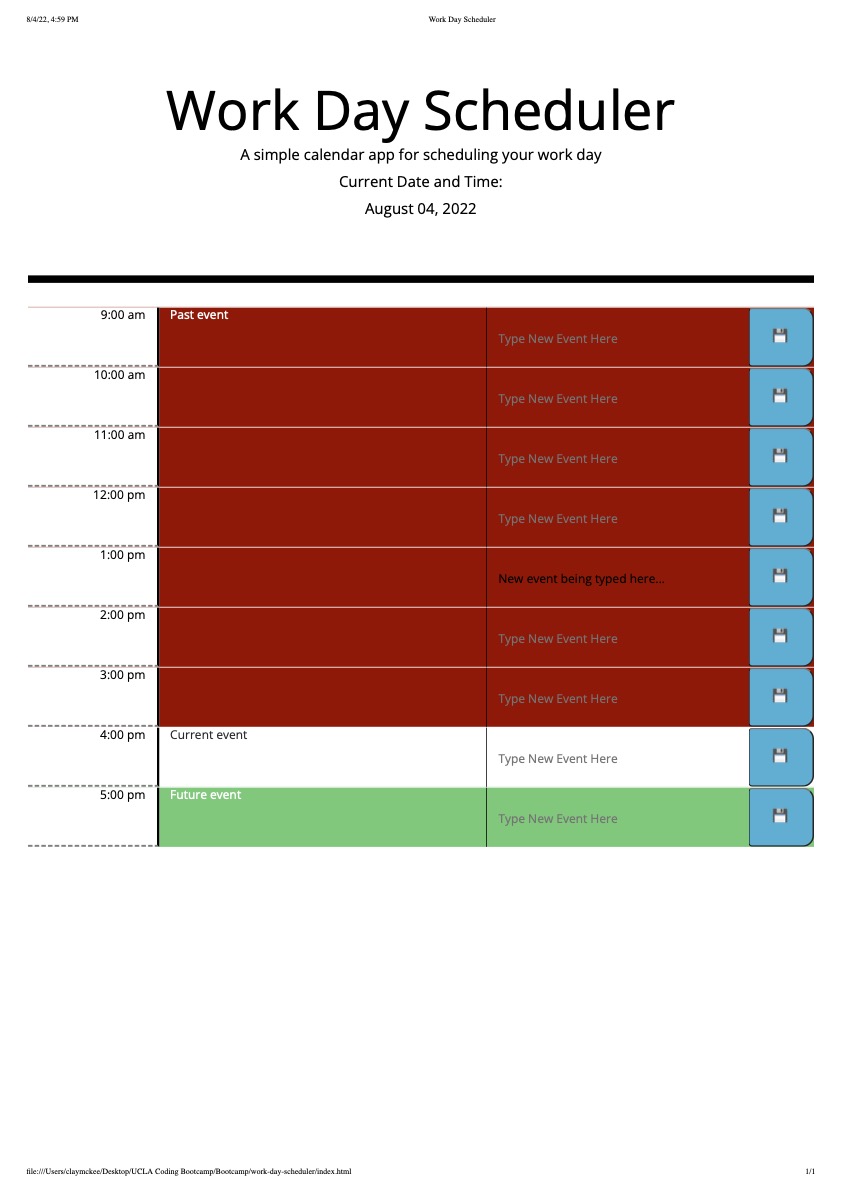 8/4/22, 4:59 PM Work Day Scheduler
Work Day Scheduler
A simple calendar app for scheduling your work day
Current Date and Time:
August 04, 2022
9:00 am Past event
Type New Event Here
10:00 am
Type New Event Here
11:00 am
Type New Event Here
12:00 pm
Type New Event Here
1:00 pm
New event being typed here...
2:00 pm
Type New Event Here
3:00 pm
Type New Event Here
4:00 pm Current event
Type New Event Here
5:00 pm Future event
Type New Event Here
file:///Users/claymckee/Desktop/UCLA Coding Bootcamp/Bootcamp/work-day-scheduler/index.html 1/1